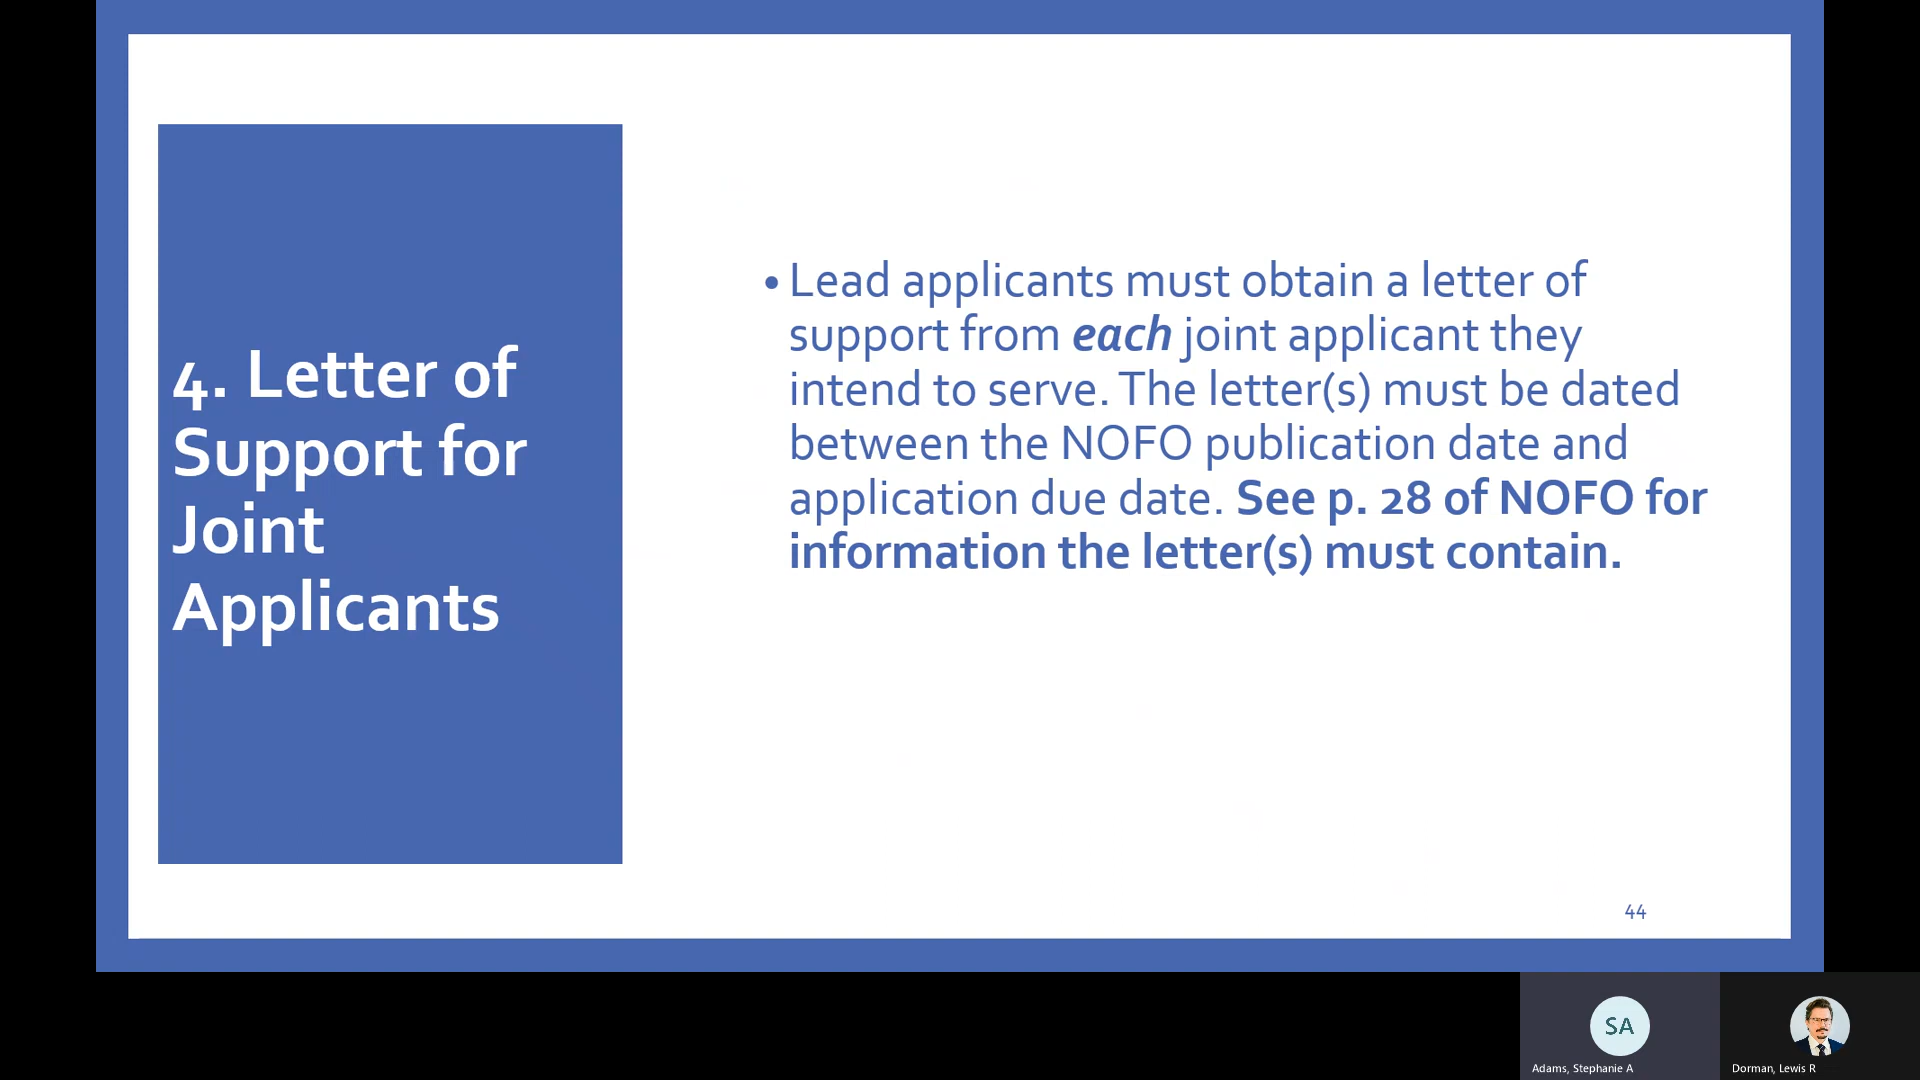 4. Letter of
Support for
Joint
Applicants
• Lead applicants must obtain a letter of
support from each joint applicant they
intend to serve. The letter(s) must be dated
between the NOFO publication date and
application due date. See p. 28 of NOFO for
information the letter(s) must contain.
44
SA
Adams, Stephanie A
Dorman, Lewis R